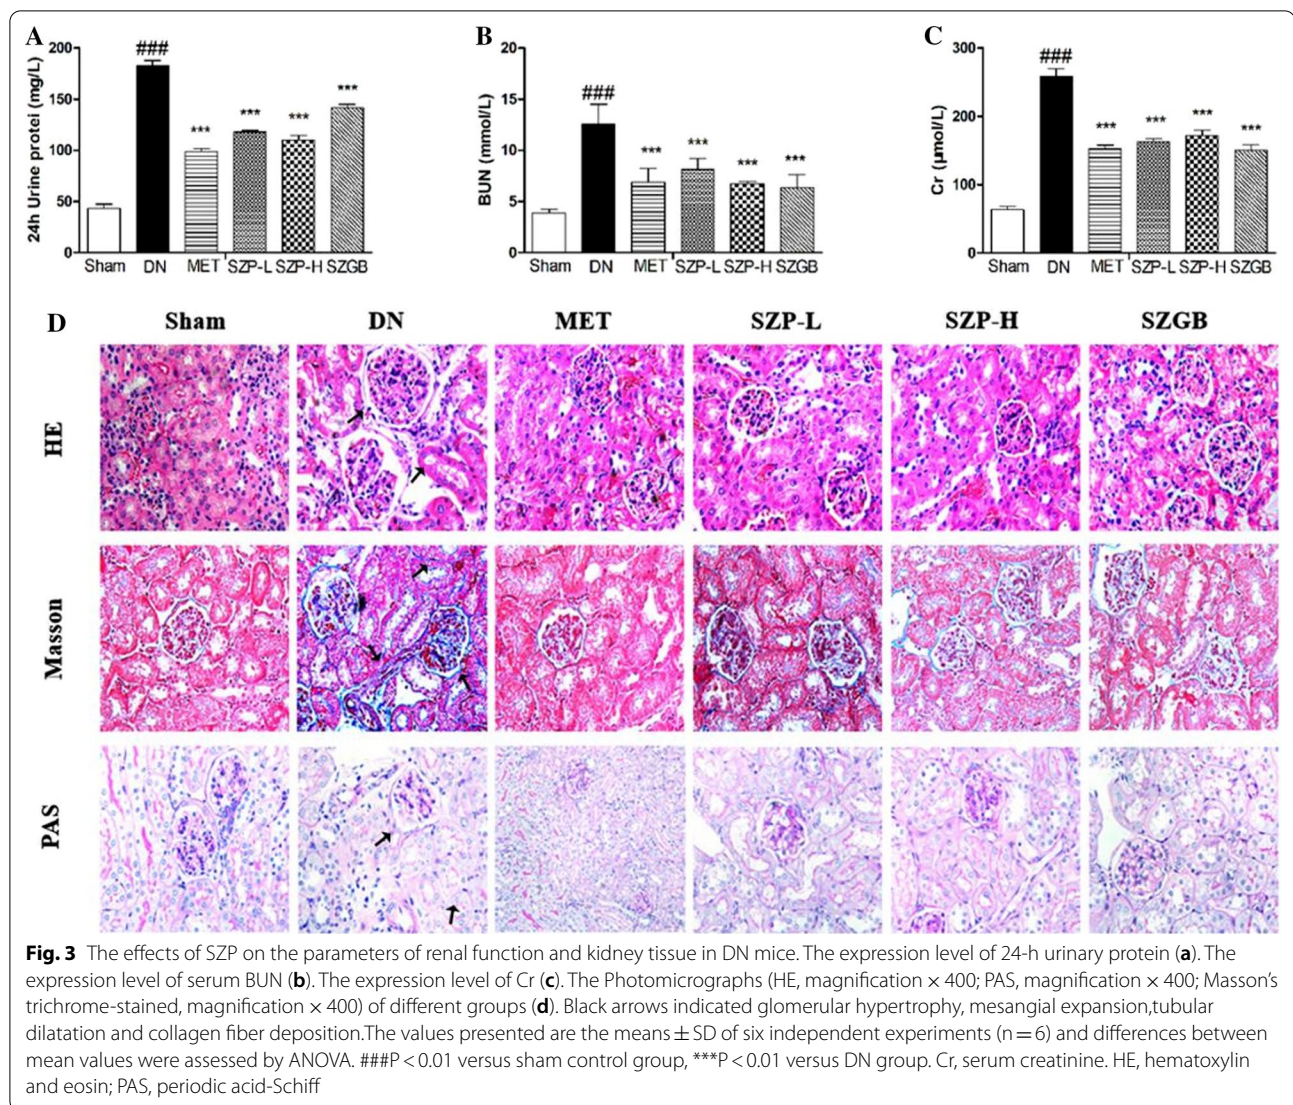 A
B
C
24h Urine protei (mg/L)
200
150
100
50
0
###
***
***
***
***
Sham DN MET SZP-L SZP-H SZGB
BUN (mmol/L)
20
15
10
5
0
###
***
***
***
***
Sham DN MET SZP-L SZP-H SZGB
Cr (μmol/L)
300
200
100
0
###
***
***
***
***
Sham DN MET SZP-L SZP-H SZGB
D Sham DN MET SZP-L SZP-H SZGB
HE
Masson
PAS
Fig. 3 The effects of SZP on the parameters of renal function and kidney tissue in DN mice. The expression level of 24-h urinary protein (a). The
expression level of serum BUN (b). The expression level of Cr (c). The Photomicrographs (HE, magnification × 400; PAS, magnification × 400; Masson's
trichrome-stained, magnification × 400) of different groups (d). Black arrows indicated glomerular hypertrophy, mesangial expansion,tubular
dilatation and collagen fiber deposition.The values presented are the means ± SD of six independent experiments (n = 6) and differences between
mean values were assessed by ANOVA. ###P < 0.01 versus sham control group, ***P < 0.01 versus DN group. Cr, serum creatinine. HE, hematoxylin
and eosin; PAS, periodic acid-Schiff